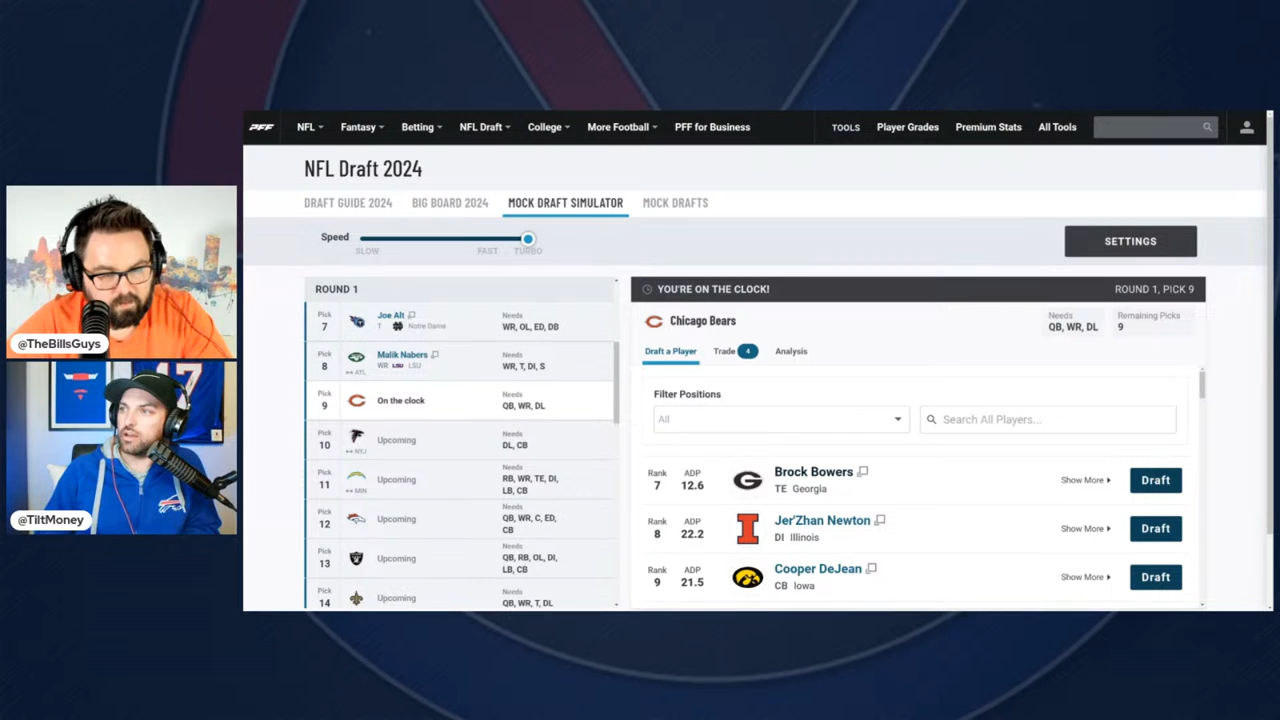 PFF
NFL
Fantasy
Betting
NFL Draft
College
More Football
PFF for Business
TOOLS
Player Grades
Premium Stats
All Tools
NFL Draft 2024
DRAFT GUIDE 2024
BIG BOARD 2024
MOCK DRAFT SIMULATOR
MOCK DRAFTS
Speed
SLOW
FAST
TURBO
SETTINGS
ROUND 1
Pick
7
Joe Alt
T
Notre Dame
Needs
WR, OL, ED, DB
Pick
8
ATL
Malik Nabers
WR LSU LSU
Needs
WR, T, DI, S
Pick
9
On the clock
Needs
QB, WR, DL
Pick
10
NYJ
Upcoming
Needs
DL, CB
Pick
11
MIN
Upcoming
Needs
RB, WR, TE, DI,
LB, CB
Pick
12
Upcoming
Needs
QB, WR, C, ED,
CB
Pick
13
Upcoming
Needs
QB, RB, OL, DI,
LB, CB
Pick
14
Upcoming
Needs
QB, WR, T, DL
YOU'RE ON THE CLOCK!
ROUND 1, PICK 9
Chicago Bears
Needs
QB, WR, DL
Remaining Picks
9
Draft a Player
Trade 4
Analysis
Filter Positions
All
Search All Players...
Rank
7
ADP
12.6
Brock Bowers
TE Georgia
Show More
Draft
Rank
8
ADP
22.2
Jer'Zhan Newton
DI Illinois
Show More
Draft
Rank
9
ADP
21.5
Cooper DeJean
CB Iowa
Show More
Draft
@TheBillsGuys
17
@TiltMoney